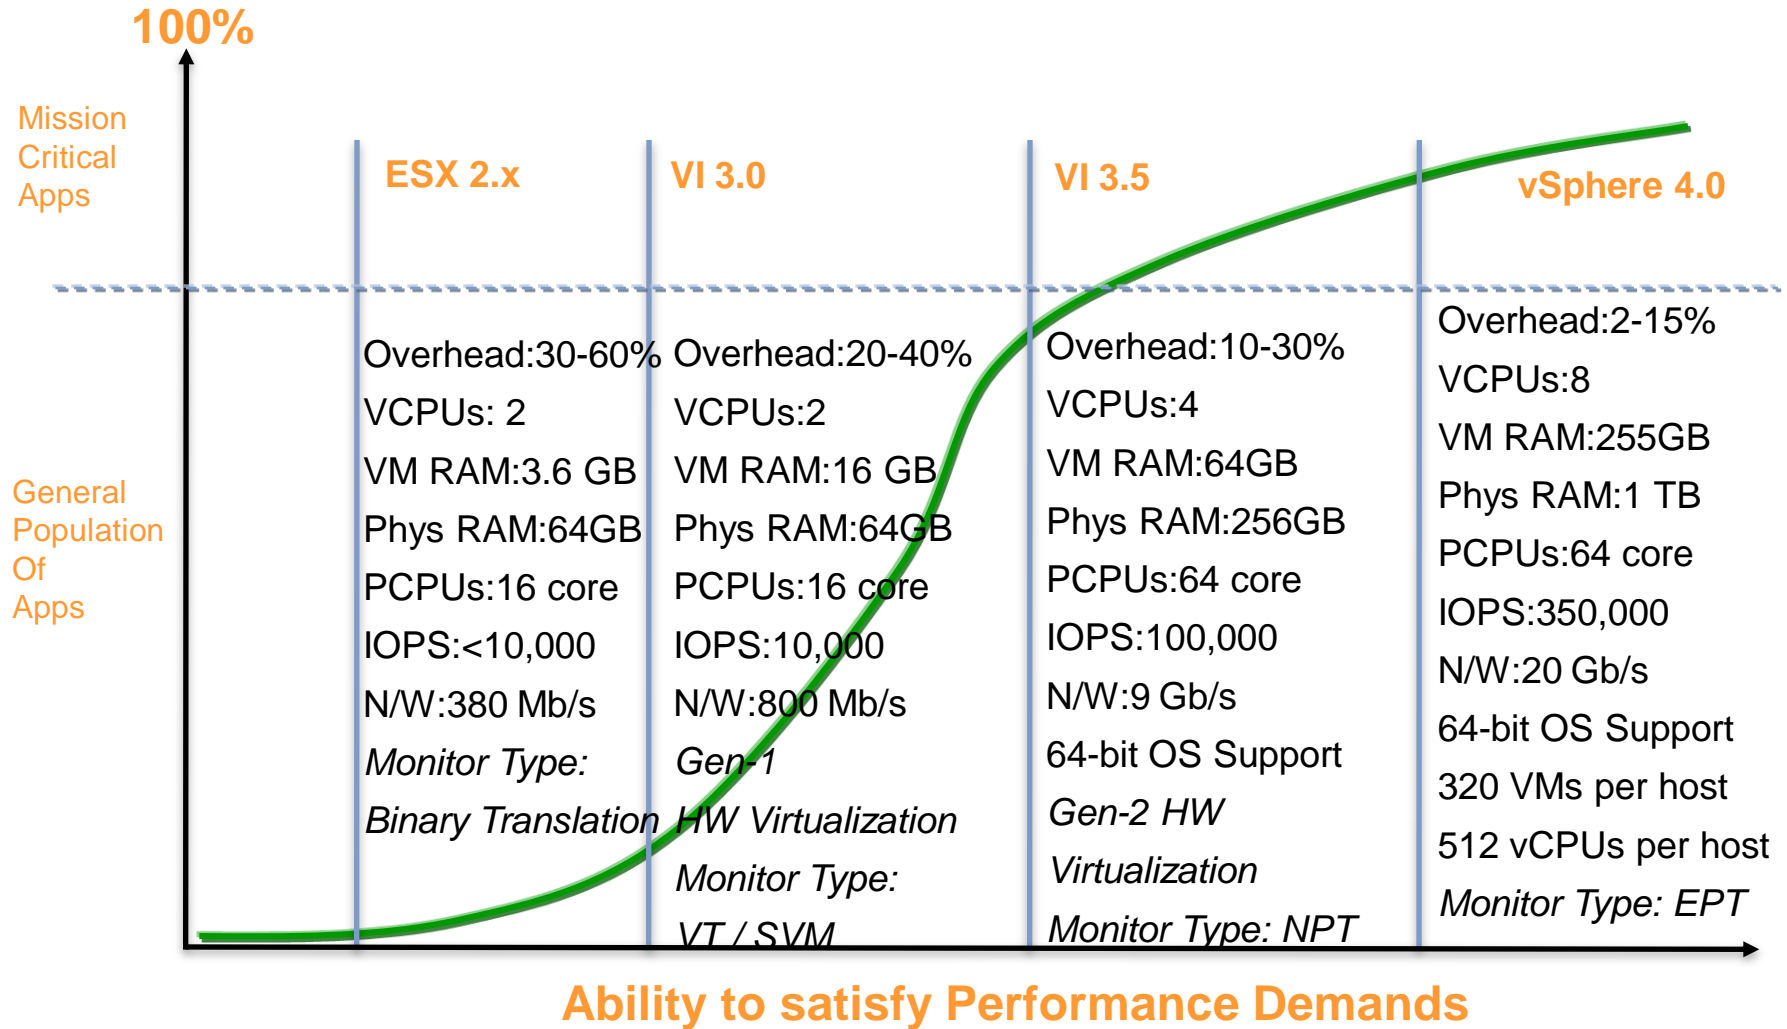 100%
Mission
Critical
Apps
General
Population
Of
Apps
ESX 2.x
Overhead:30-60%
VCPUs: 2
VM RAM:3.6 GB
Phys RAM:64GB
PCPUs:16 core
IOPS:<10,000
N/W:380 Mb/s
Monitor Type:
Binary Translation
VI 3.0
Overhead:20-40%
VCPUs:2
VM RAM:16 GB
Phys RAM:64GB
PCPUs:16 core
IOPS:10,000
N/W:800 Mb/s
Gen-1
HW Virtualization
Monitor Type:
VT / SVM
VI 3.5
Overhead:10-30%
VCPUs:4
VM RAM:64GB
Phys RAM:256GB
PCPUs:64 core
IOPS:100,000
N/W:9 Gb/s
64-bit OS Support
Gen-2 HW
Virtualization
Monitor Type: NPT
vSphere 4.0
Overhead:2-15%
VCPUs:8
VM RAM:255GB
Phys RAM:1 TB
PCPUs:64 core
IOPS:350,000
N/W:20 Gb/s
64-bit OS Support
320 VMs per host
512 vCPUs per host
Monitor Type: EPT
Ability to satisfy Performance Demands